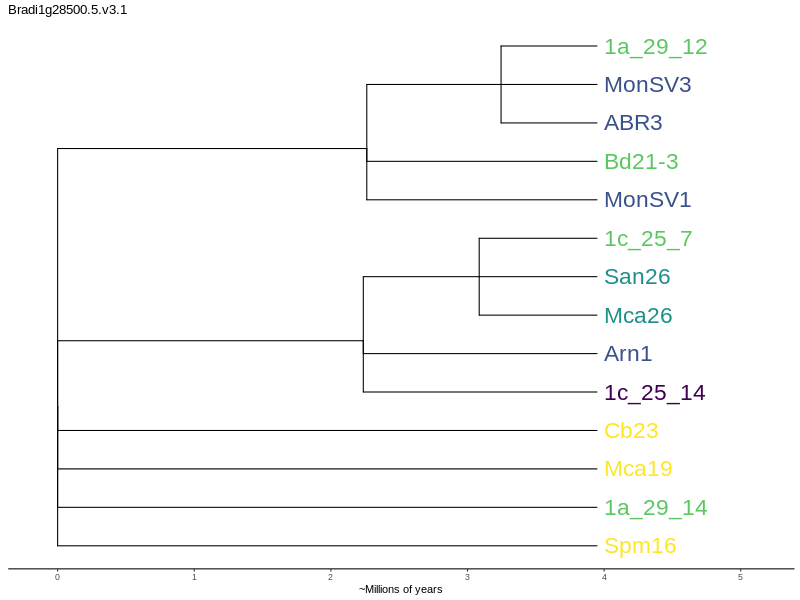 Bradi1g28500.5.v3.1
1a_29_12
MonSV3
ABR3
Bd21-3
MonSV1
1c_25_7
San26
Mca26
Arn1
1c_25_14
Cb23
Mca19
1a_29_14
Spm16
0 1 2 3 4 5
~Millions of years